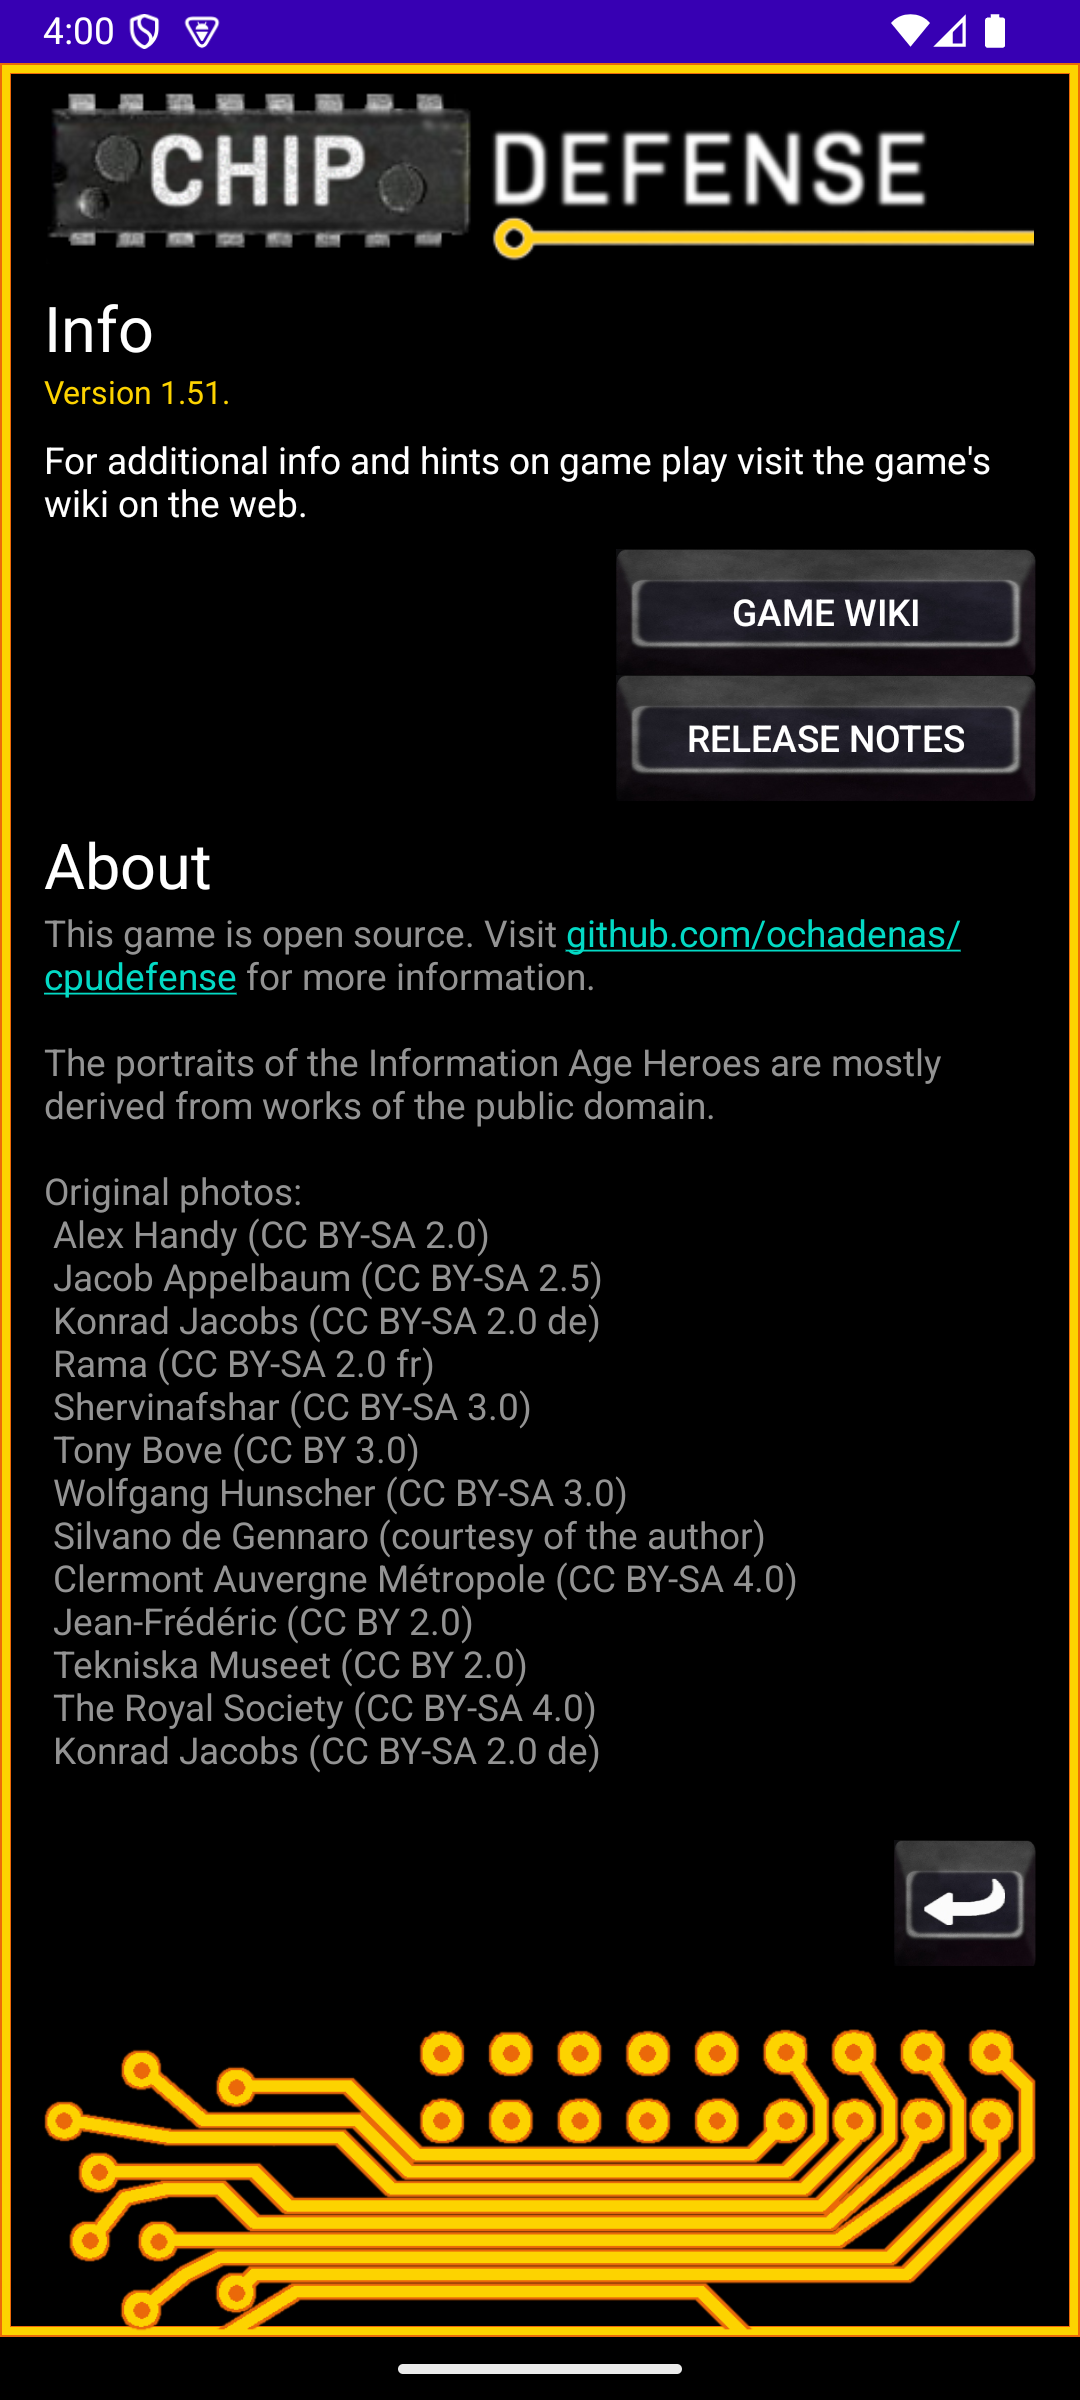 4:00
CHIP DEFENSE
Info
Version 1.51.
For additional info and hints on game play visit the game's
wiki on the web.
GAME WIKI
RELEASE NOTES
About
This game is open source. Visit github.com/ochadenas/
cpudefense for more information.
The portraits of the Information Age Heroes are mostly
derived from works of the public domain.
Original photos:
Alex Handy (CC BY-SA 2.0)
Jacob Appelbaum (CC BY-SA 2.5)
Konrad Jacobs (CC BY-SA 2.0 de)
Rama (CC BY-SA 2.0 fr)
Shervinafshar (CC BY-SA 3.0)
Tony Bove (CC BY 3.0)
Wolfgang Hunscher (CC BY-SA 3.0)
Silvano de Gennaro (courtesy of the author)
Clermont Auvergne Métropole (CC BY-SA 4.0)
Jean-Frédéric (CC BY 2.0)
Tekniska Museet (CC BY 2.0)
The Royal Society (CC BY-SA 4.0)
Konrad Jacobs (CC BY-SA 2.0 de)